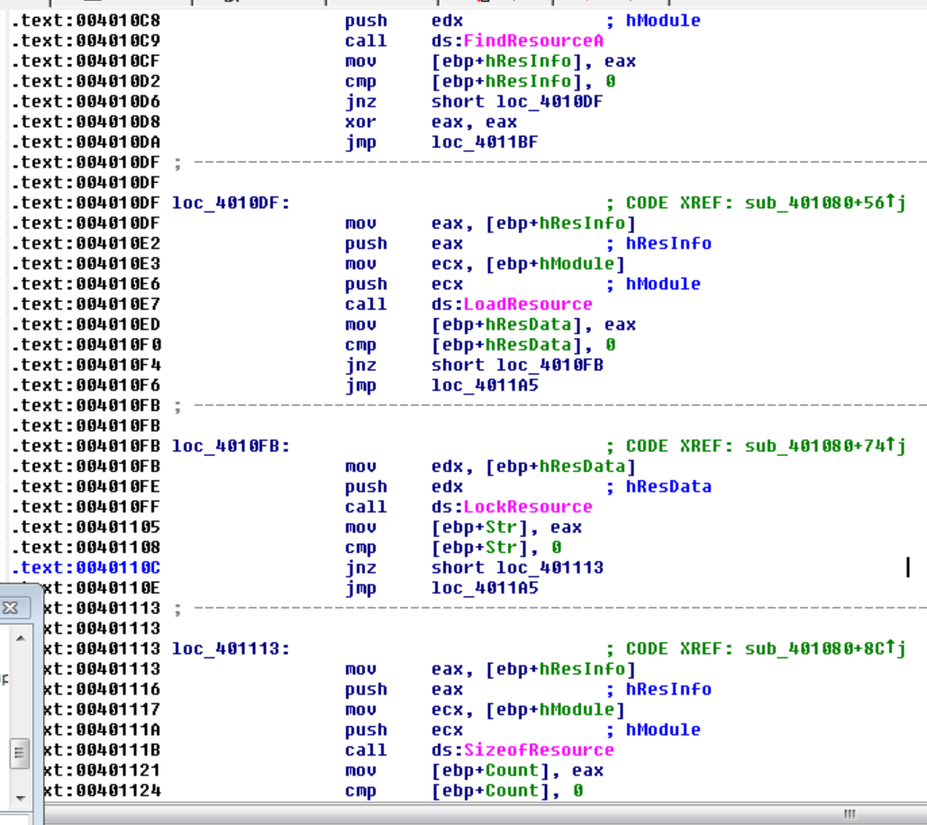 .text:004010C8 push edx ; hModule
.text:004010C9 call ds:FindResourceA
.text:004010CF mov [ebp+hResInfo], eax
.text:004010D2 cmp [ebp+hResInfo], 0
.text:004010D6 jnz short loc_4010DF
.text:004010D8 xor eax, eax
.text:004010DA jmp loc_4011BF
.text:004010DF ; ---------------------------------------------------------------------------
.text:004010DF
.text:004010DF loc_4010DF: ; CODE XREF: sub_401080+56↑j
.text:004010DF mov eax, [ebp+hResInfo]
.text:004010E2 push eax ; hResInfo
.text:004010E3 mov ecx, [ebp+hModule]
.text:004010E6 push ecx ; hModule
.text:004010E7 call ds:LoadResource
.text:004010ED mov [ebp+hResData], eax
.text:004010F0 cmp [ebp+hResData], 0
.text:004010F4 jnz short loc_4010FB
.text:004010F6 jmp loc_4011A5
.text:004010FB ; ---------------------------------------------------------------------------
.text:004010FB
.text:004010FB loc_4010FB: ; CODE XREF: sub_401080+74↑j
.text:004010FB mov edx, [ebp+hResData]
.text:004010FE push edx ; hResData
.text:004010FF call ds:LockResource
.text:00401105 mov [ebp+Str], eax
.text:00401108 cmp [ebp+Str], 0
.text:0040110C jnz short loc_401113
.text:0040110E jmp loc_4011A5
xt:00401113 ; ---------------------------------------------------------------------------
xt:00401113
xt:00401113 loc_401113: ; CODE XREF: sub_401080+8C↑j
xt:00401113 mov eax, [ebp+hResInfo]
xt:00401116 push eax ; hResInfo
xt:00401117 mov ecx, [ebp+hModule]
xt:0040111A push ecx ; hModule
xt:0040111B call ds:SizeofResource
xt:00401121 mov [ebp+Count], eax
xt:00401124 cmp [ebp+Count], 0